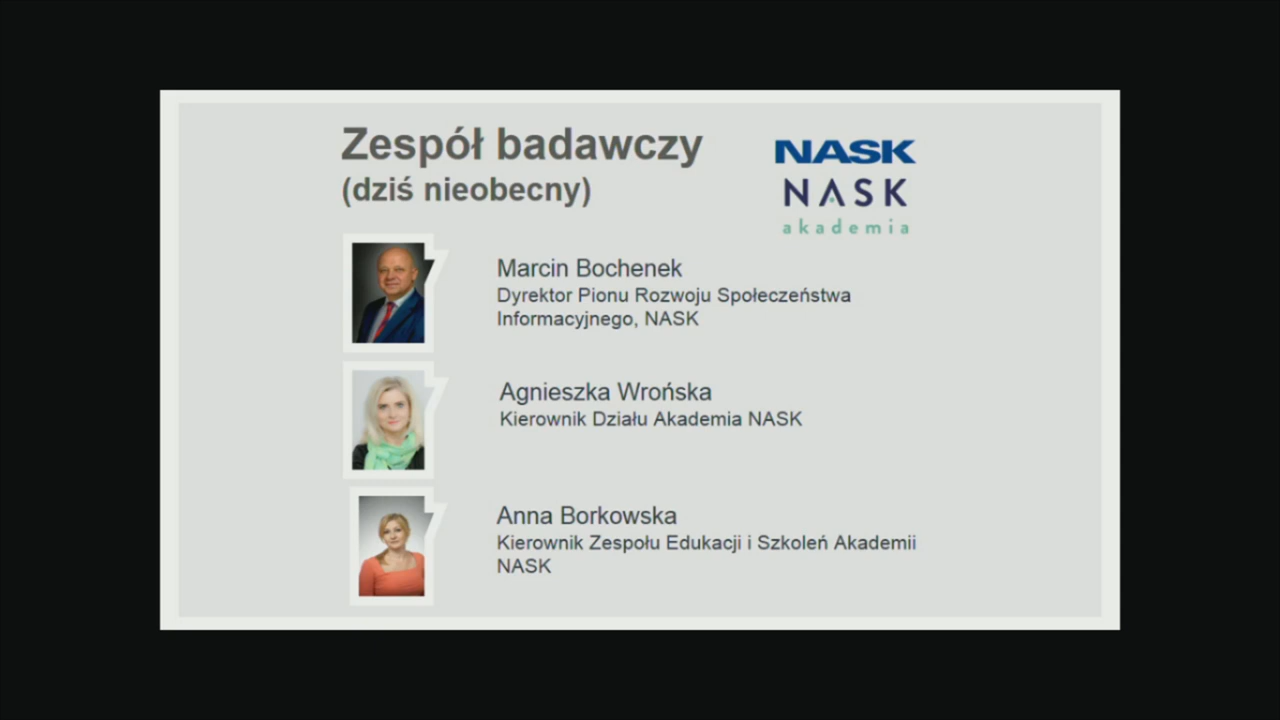 Zespół badawczy
(dziś nieobecny)
NASK
NASK
akademia
Marcin Bochenek
Dyrektor Pionu Rozwoju Społeczeństwa
Informacyjnego, NASK
Agnieszka Wrońska
Kierownik Działu Akademia NASK
Anna Borkowska
Kierownik Zespołu Edukacji i Szkoleń Akademii
NASK